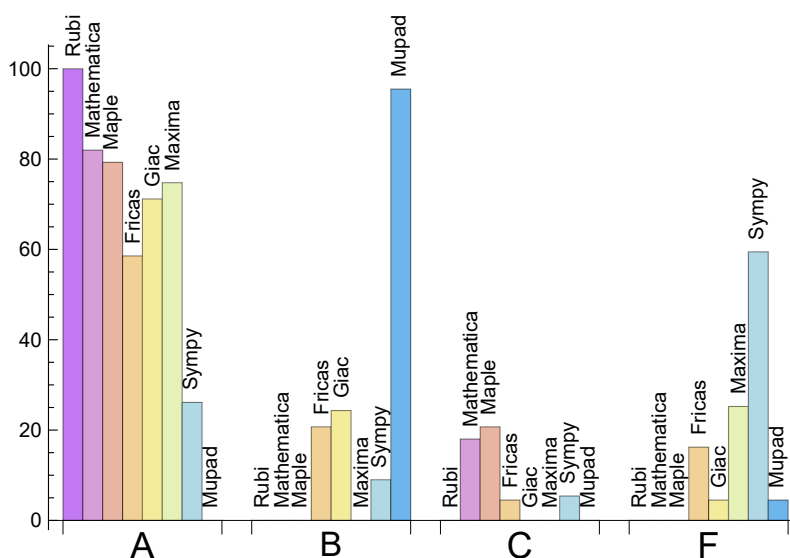 100
80
60
40
20
0
Rubi
Mathematica
Maple
Fricas
Giac
Maxima
Sympy
Mupad
Rubi
Mathematica
Maple
Fricas
Giac
Maxima
Sympy
Mupad
Rubi
Mathematica
Maple
Fricas
Giac
Maxima
Sympy
Mupad
Rubi
Mathematica
Maple
Fricas
Giac
Maxima
Sympy
Mupad
A
B
C
F